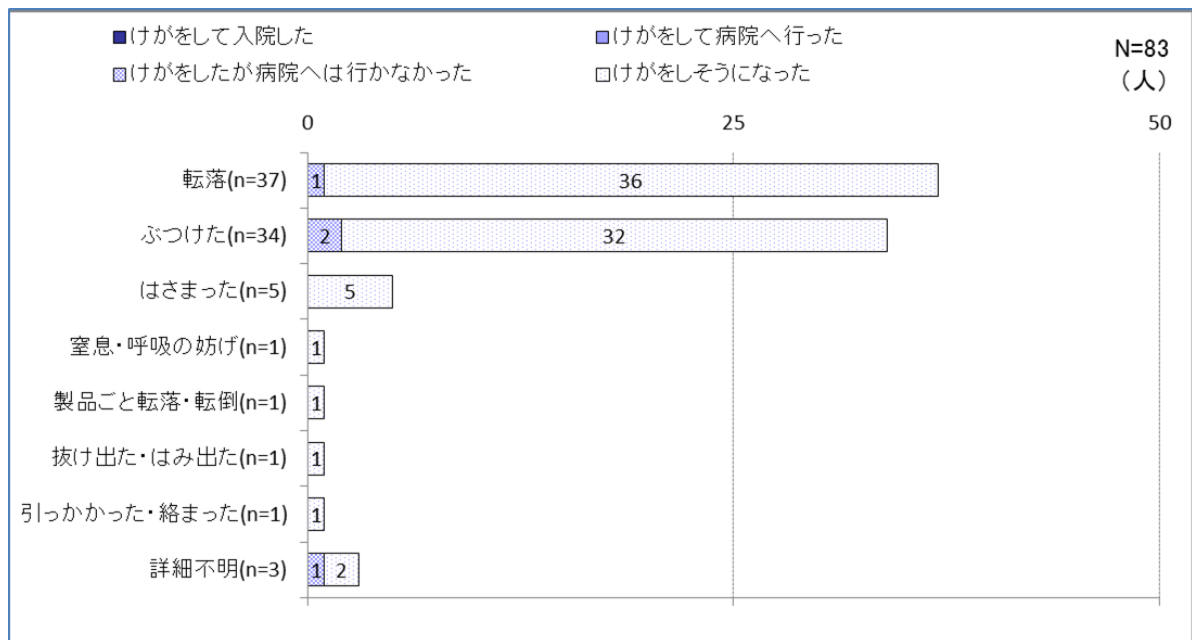 ■けがをして入院した ■けがをして病院へ行った
N=83
けがをしたが病院へは行かなかった けがをしそうになった
(人)
0 25 50
転落(n=37) 1 36
ぶつけた(n=34) 2 32
はさまった(n=5) 5
窒息・呼吸の妨げ(n=1) 1
製品ごと転落・転倒(n=1) 1
抜け出た・はみ出た(n=1) 1
引っかかった・絡まった(n=1) 1
詳細不明(n=3) 1 2